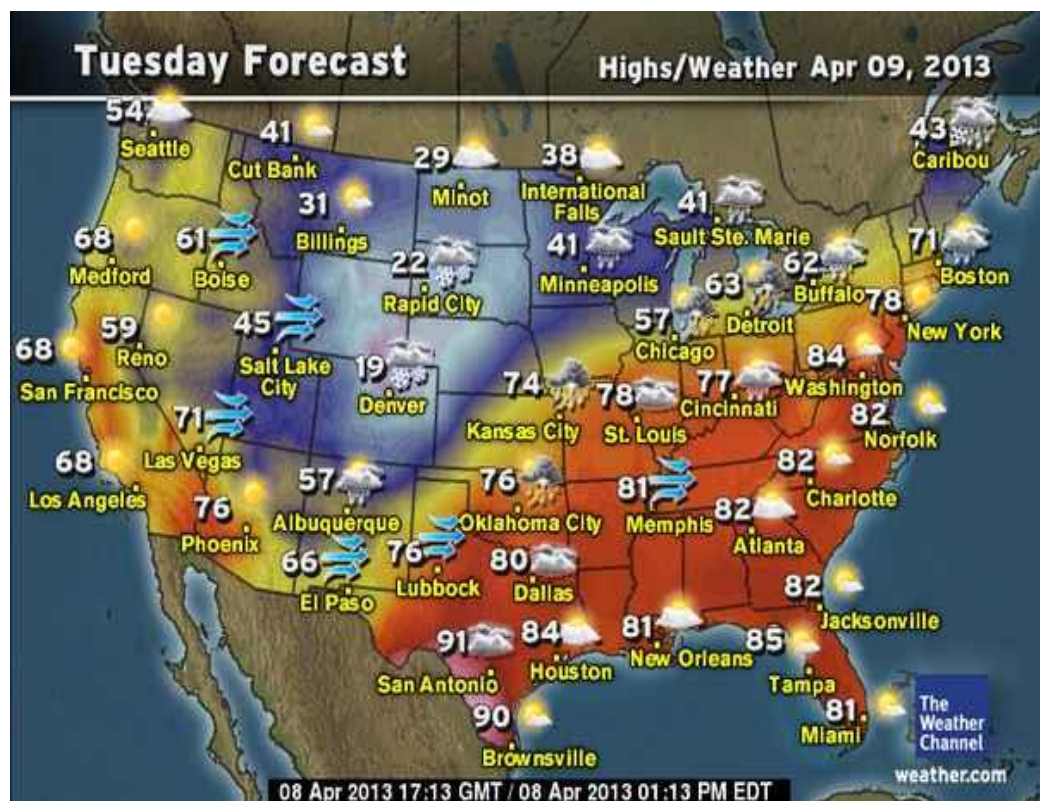 Tuesday Forecast
Highs/Weather Apr 09, 2013
54
Seattle
41
Cut Bank
29
Minot
38
International
Falls
43
Caribou
31
Billings
41
Sault Ste. Marie
68
Medford
61
Boise
22
Rapid City
41
Minneapolis
62
Buffalo
71
Boston
63
Detroit
78
New York
59
Reno
45
Salt Lake
City
57
Chicago
68
San Francisco
19
Denver
74
Kansas City
78
St. Louis
77
Cincinnati
84
Washington
71
Las Vegas
82
Norfolk
68
Los Angeles
76
Phoenix
57
Albuquerque
76
Oklahoma City
81
Memphis
82
Charlotte
82
Atlanta
66
El Paso
76
Lubbock
80
Dallas
82
Jacksonville
91
San Antonio
84
Houston
81
New Orleans
85
Tampa
90
Brownsville
81
Miami
The
Weather
Channel
weather.com
08 Apr 2013 17:13 GMT / 08 Apr 2013 01:13 PM EDT